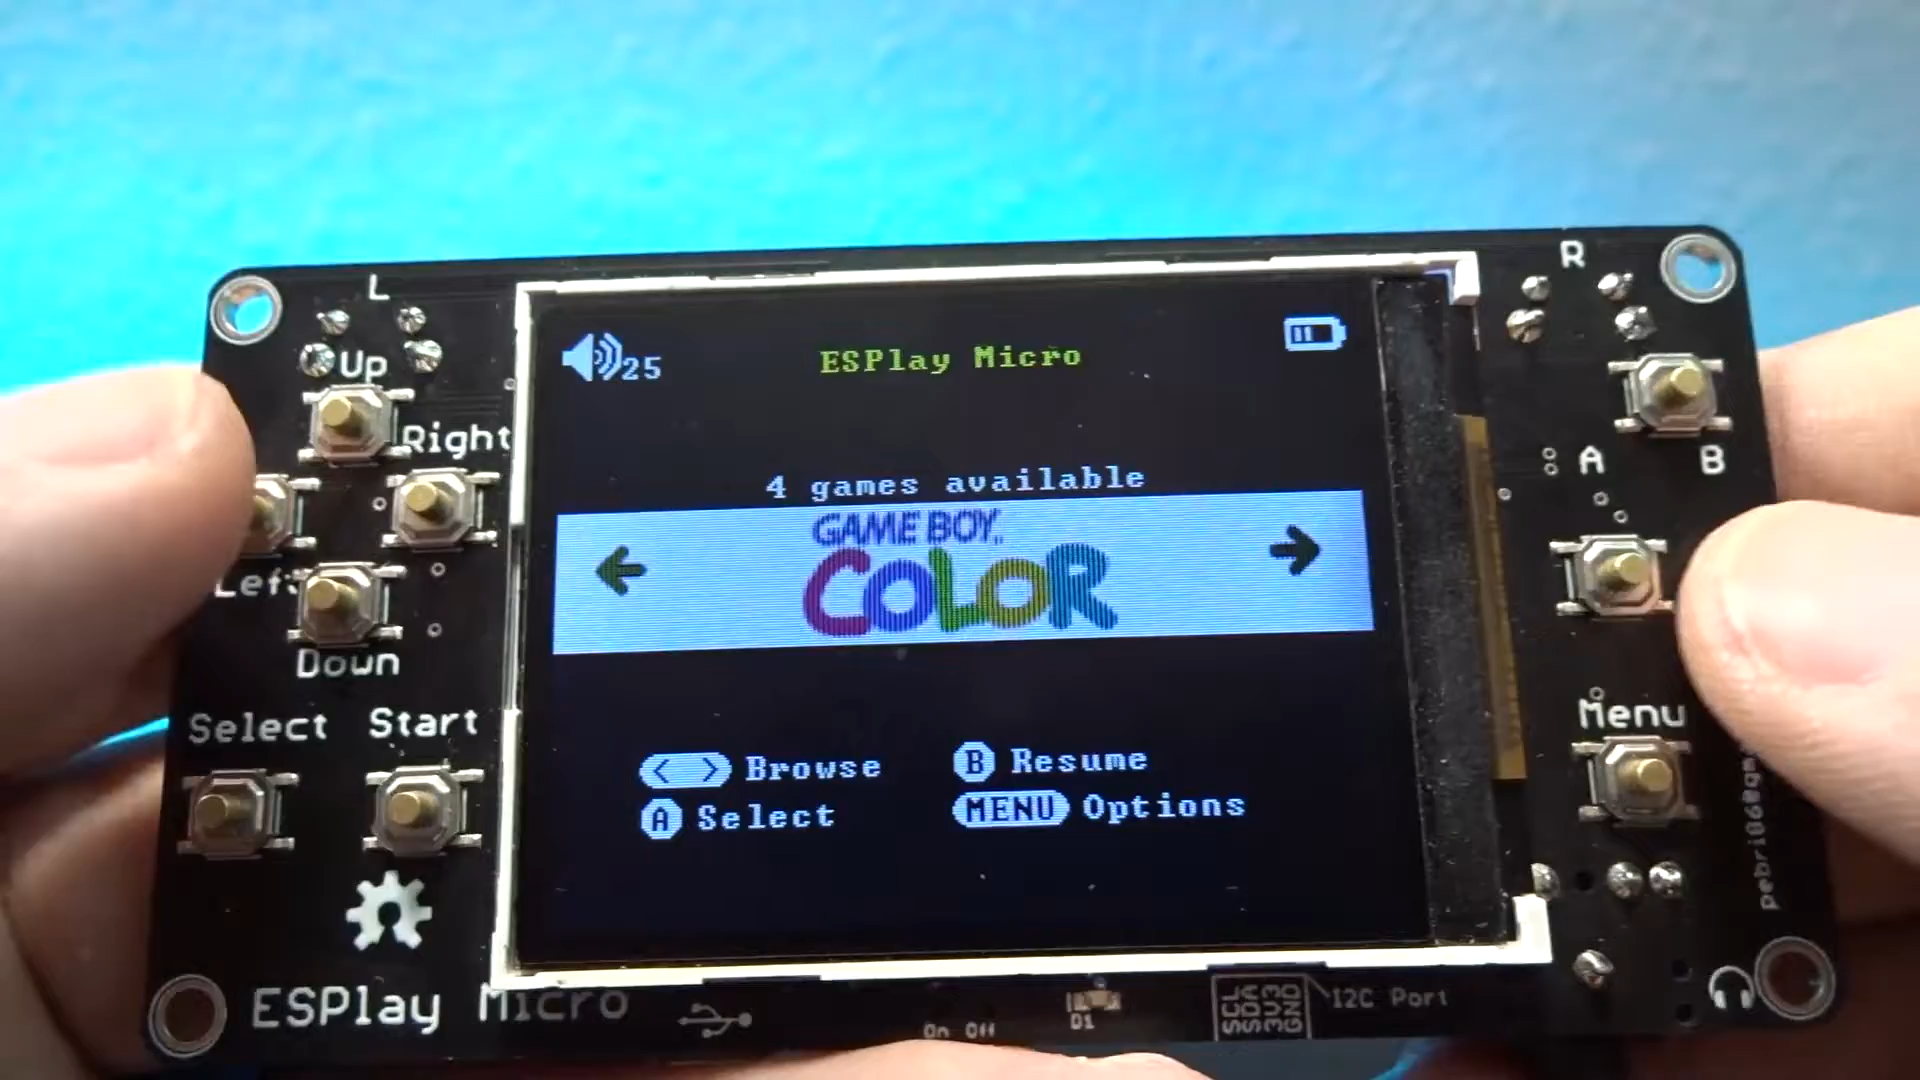 L
R
Up
Right
Left
Down
Select
Start
25
ESPlay Micro
4 games available
GAME BOY
COLOR
< > Browse
B Resume
A Select
MENU Options
A
B
Menu
ESPlay Micro
On Off
D1
SCL
SDA
3V3
GND
I2C Port